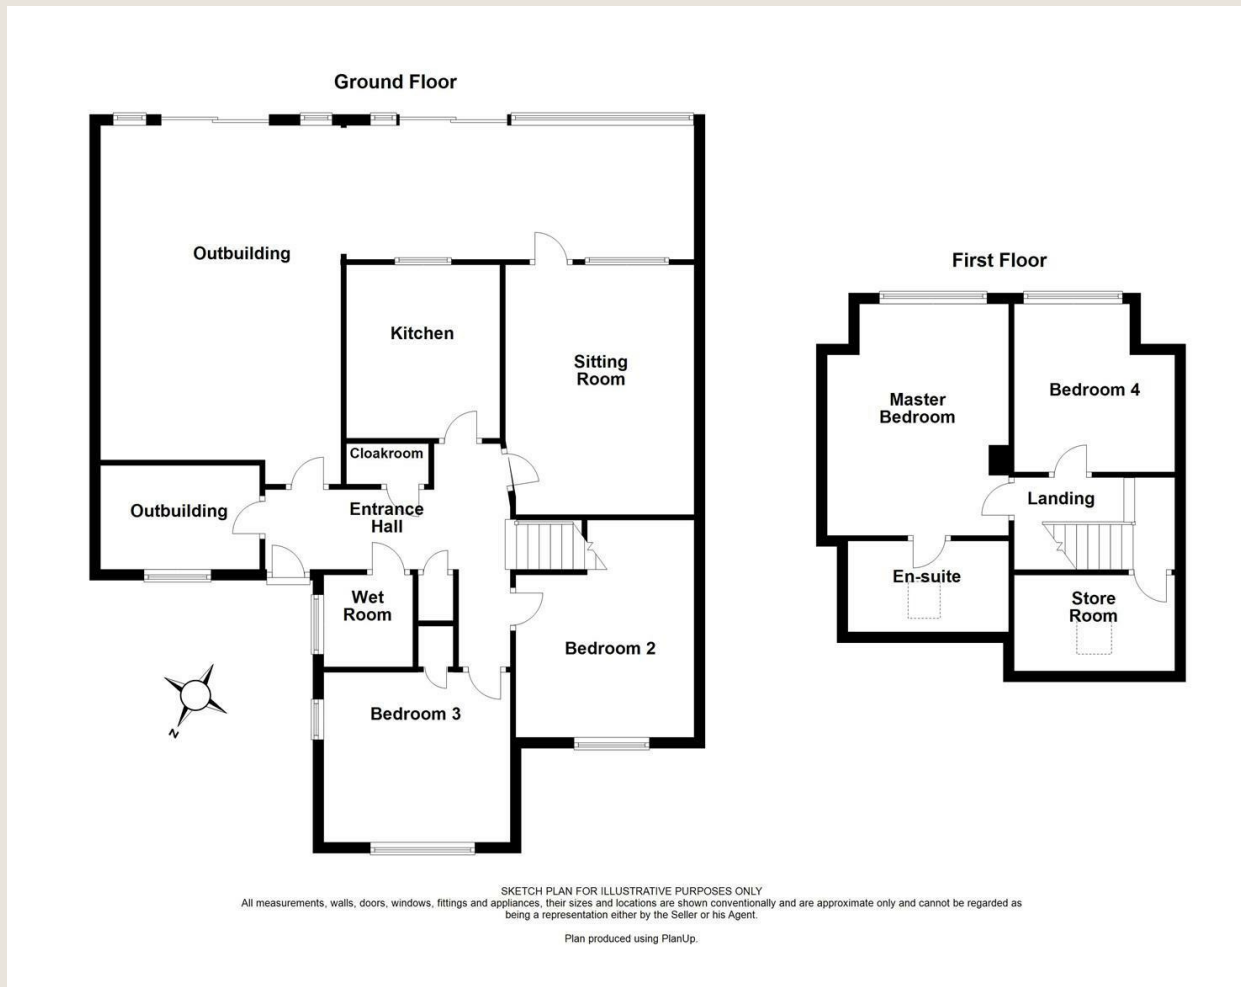 Ground Floor
Outbuilding
Kitchen
Sitting
Room
Cloakroom
Outbuilding
Entrance
Hall
Wet
Room
Bedroom 2
Bedroom 3
N
First Floor
Master
Bedroom
Bedroom 4
Landing
En-suite
Store
Room
SKETCH PLAN FOR ILLUSTRATIVE PURPOSES ONLY
All measurements, walls, doors, windows, fittings and appliances, their sizes and locations are shown conventionally and are approximate only and cannot be regarded as
being a representation either by the Seller or his Agent.
Plan produced using PlanUp.